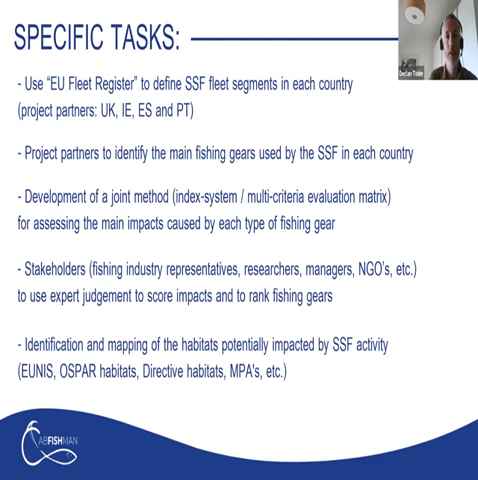 SPECIFIC TASKS:
Declan Tobin
- Use “EU Fleet Register” to define SSF fleet segments in each country
(project partners: UK, IE, ES and PT)
- Project partners to identify the main fishing gears used by the SSF in each country
- Development of a joint method (index-system / multi-criteria evaluation matrix)
for assessing the main impacts caused by each type of fishing gear
- Stakeholders (fishing industry representatives, researchers, managers, NGO’s, etc.)
to use expert judgement to score impacts and to rank fishing gears
- Identification and mapping of the habitats potentially impacted by SSF activity
(EUNIS, OSPAR habitats, Directive habitats, MPA's, etc.)
CABFISHMAN